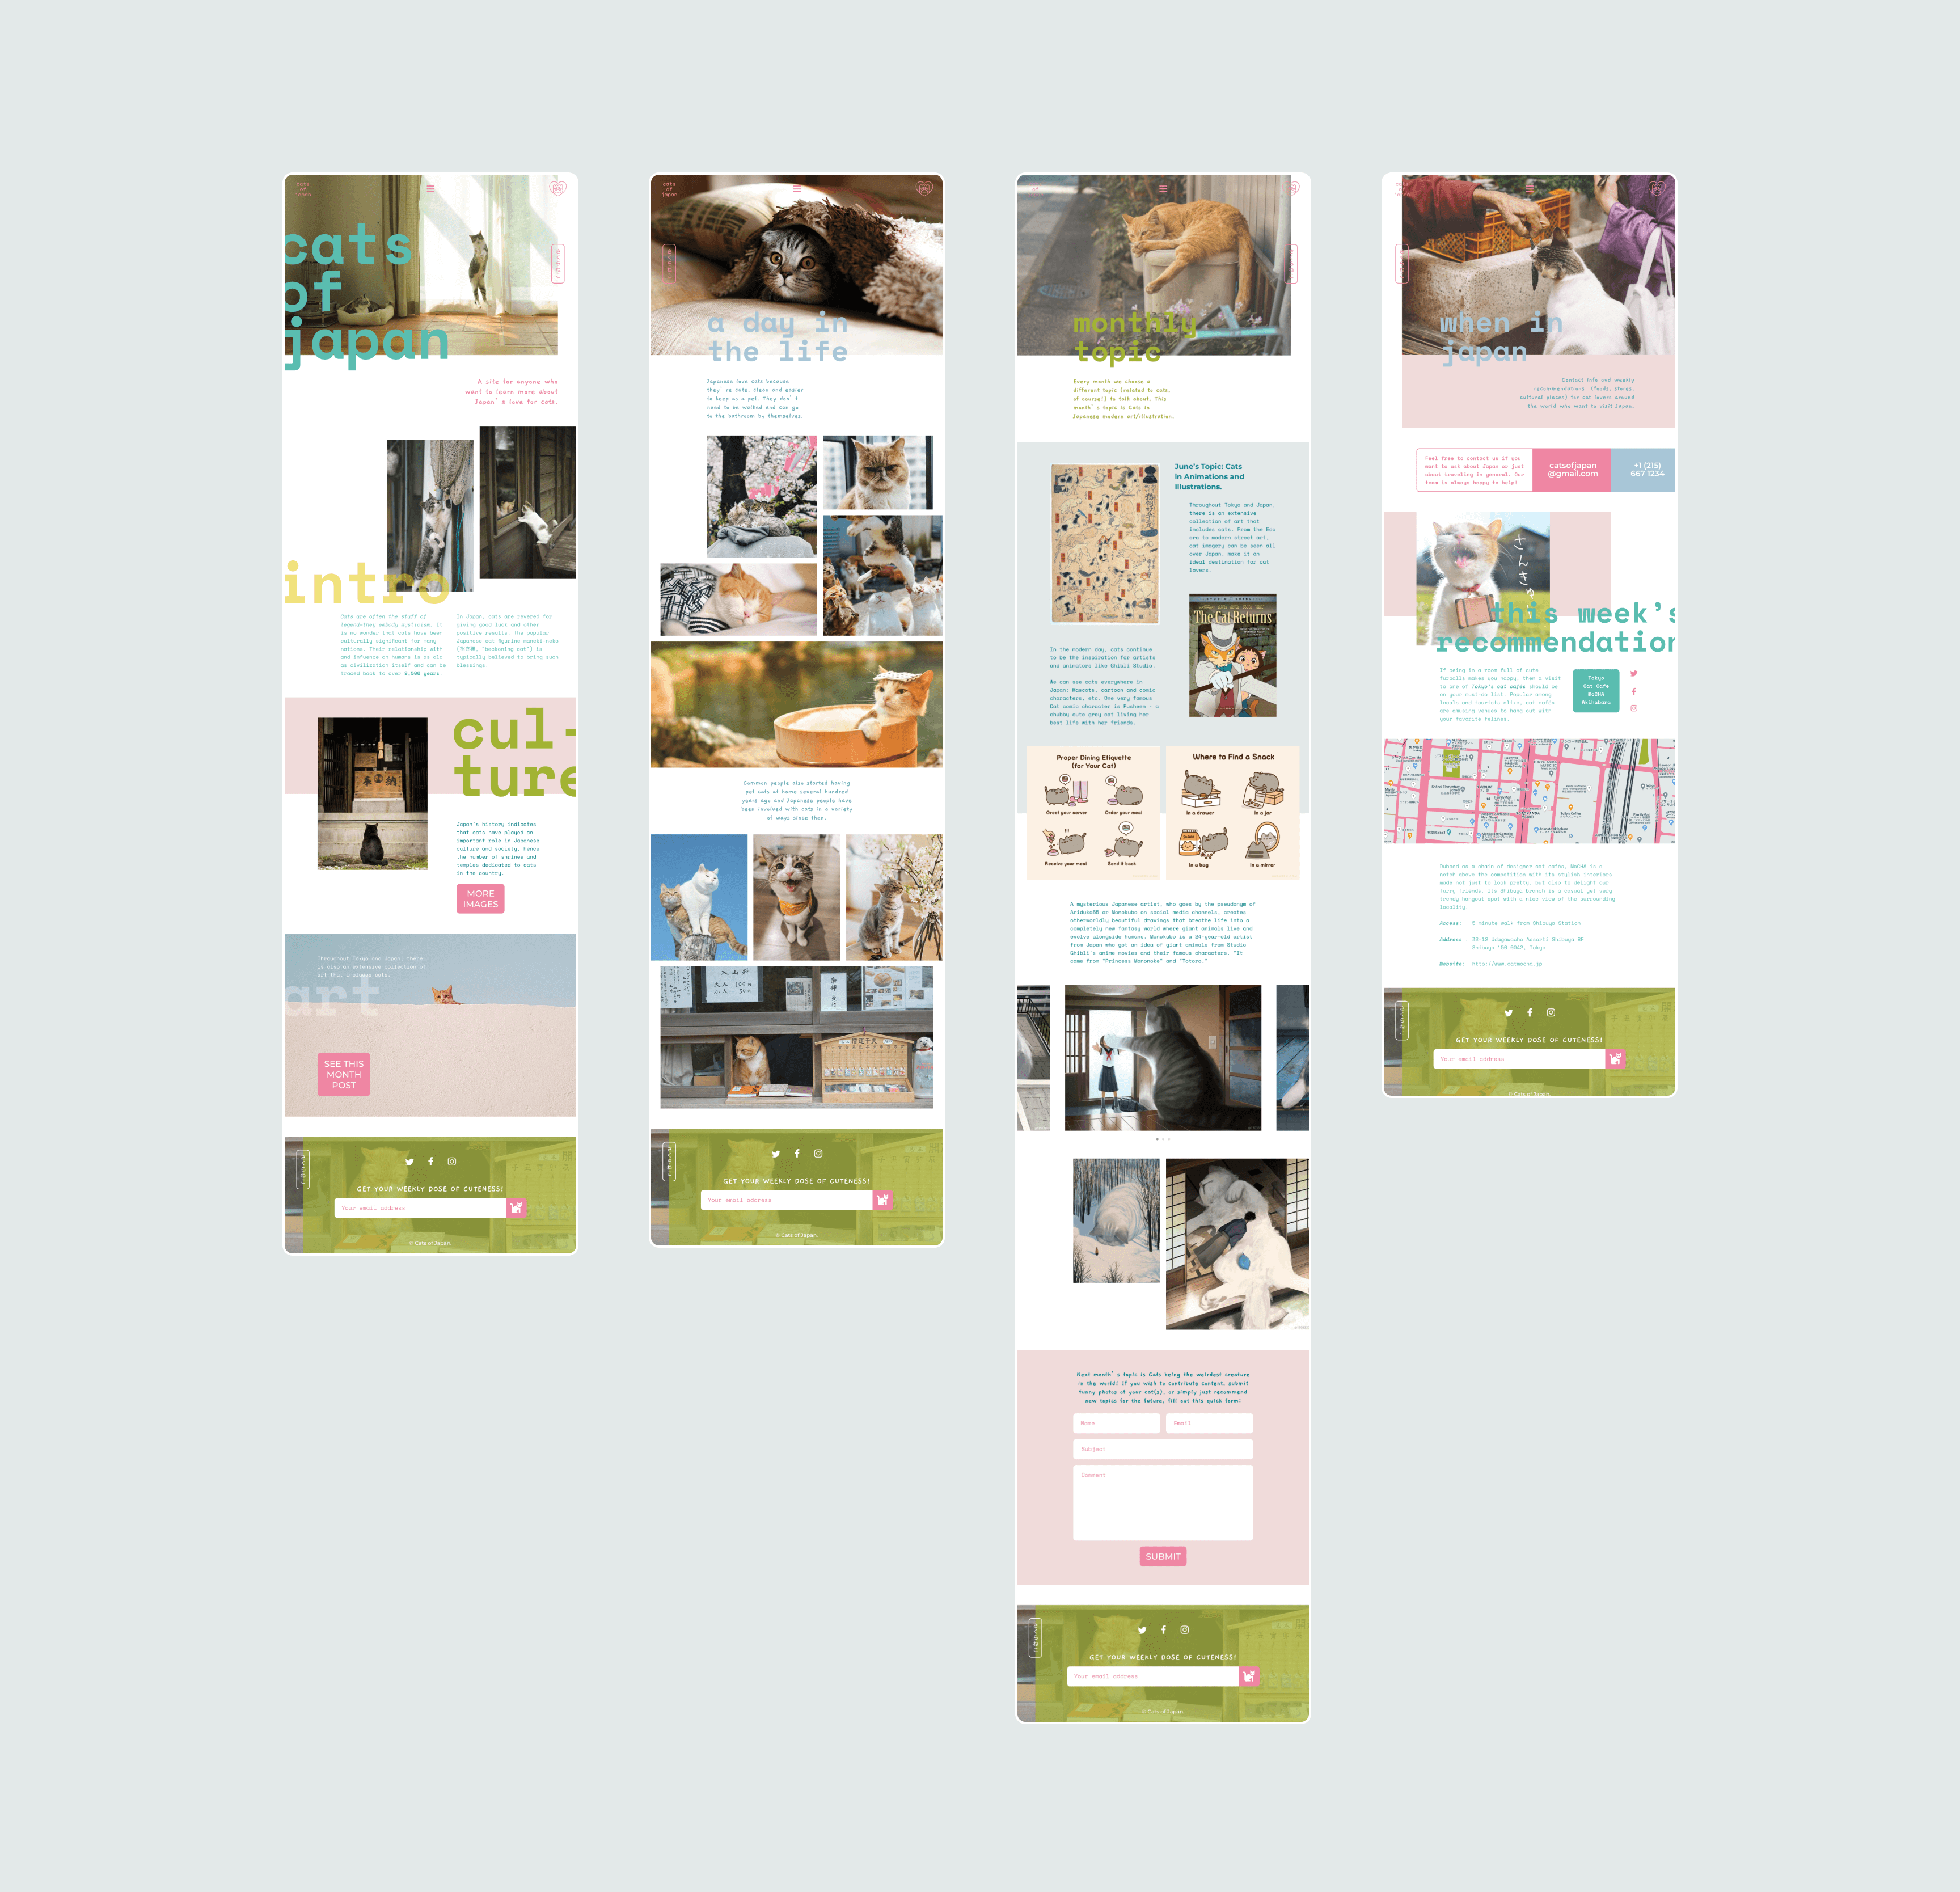 cats
of
japan
cats
of
japan
A site for anyone who
want to learn more about
Japan's love for cats.
intro
Cats are often the stuff of
legend-they embody mysticism. It
is no wonder that cats have been
culturally significant for many
nations. Their relationship with
and influence on humans is as old
as civilization itself and can be
traced back to over 9,500 years.
In Japan, cats are revered for
giving good luck and other
positive results. The popular
Japanese cat figurine maneki-neko
(招き猫, "beckoning cat") is
typically believed to bring such
blessings.
cul-
ture
Japan's history indicates
that cats have played an
important role in Japanese
culture and society, hence
the number of shrines and
temples dedicated to cats
in the country.
MORE
IMAGES
Throughout Tokyo and Japan, there
is also an extensive collection of
art that includes cats.
art
SEE THIS
MONTH
POST
GET YOUR WEEKLY DOSE OF CUTENESS!
Your email address
© Cats of Japan.
cats
of
japan
a day in
the life
Japanese love cats because
they're cute, clean and easier
to keep as a pet. They don't
need to be walked and can go
to the bathroom by themselves.
Common people also started having
pet cats at home several hundred
years ago and Japanese people have
been involved with cats in a variety
of ways since then.
GET YOUR WEEKLY DOSE OF CUTENESS!
Your email address
© Cats of Japan.
monthly
topic
Every month we choose a
different topic (related to cats,
of course!) to talk about. This
month's topic is Cats in
Japanese modern art/illustration.
June's Topic: Cats
in Animations and
Illustrations.
Throughout Tokyo and Japan,
there is an extensive
collection of art that
includes cats. From the Edo
era to modern street art,
cat imagery can be seen all
over Japan, make it an
ideal destination for cat
lovers.
The Cat Returns
In the modern day, cats continue
to be the inspiration for artists
and animators like Ghibli Studio.
We can see cats everywhere in
Japan: Mascots, cartoon and comic
characters, etc. One very famous
Cat comic character is Pusheen - a
chubby cute grey cat living her
best life with her friends.
Proper Dining Etiquette
(for Your Cat)
Greet your server
Order your meal
Receive your meal
Send it back
Where to Find a Snack
In a drawer
In a jar
In a bag
In a mirror
A mysterious Japanese artist, who goes by the pseudonym of
Ariduka55 or Monokubo on social media channels, creates
otherworldly beautiful drawings that breathe life into a
completely new fantasy world where giant animals live and
evolve alongside humans. Monokubo is a 24-year-old artist
from Japan who got an idea of giant animals from Studio
Ghibli's anime movies and their famous characters. "It
came from "Princess Mononoke" and "Totoro."
Next month's topic is Cats being the weirdest creature
in the world! If you wish to contribute content, submit
funny photos of your cat(s), or simply just recommend
new topics for the future, fill out this quick form!
Name
Email
Subject
Comment
SUBMIT
GET YOUR WEEKLY DOSE OF CUTENESS!
Your email address
© Cats of Japan.
when in
japan
Contact info and weekly
recommendations (foods, stores,
cultural places) for cat lovers around
the world who want to visit Japan.
Feel free to contact us if you
want to ask about Japan or just
about traveling in general. Our
team is always happy to help!
catsofjapan
@gmail.com
+1 (215)
667 1234
さんきゅ
this week's
recommendation
If being in a room full of cute
furballs makes you happy, then a visit
to one of Tokyo's cat cafés should be
on your must-do list. Popular among
locals and tourists alike, cat cafes
are amusing venues to hang out with
your favorite felines.
Tokyo
Cat Cafe
MoCHA
Akihabara
Dubbed as a chain of designer cat cafés, MoCHA is a
notch above the competition with its stylish interiors
made not just to look pretty, but also to delight our
furry friends. Its Shibuya branch is a casual yet very
trendy hangout spot with a nice view of the surrounding
locality.
Access: 5 minute walk from Shibuya Station
Website: http://www.catmocha.jp
GET YOUR WEEKLY DOSE OF CUTENESS!
Your email address
© Cats of Japan.